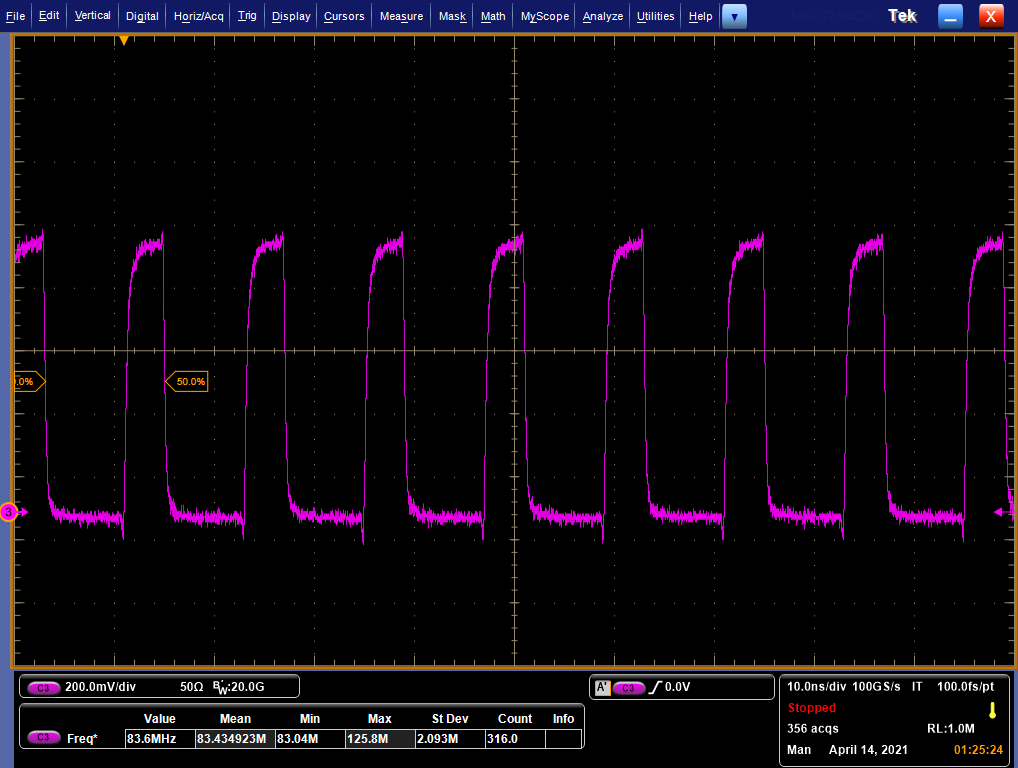 File Edit Vertical Digital Horiz/Acq Trig Display Cursors Measure Mask Math MyScope Analyze Utilities Help Tek X
50.0%
3
C3 200.0mV/div 50Ω BW:20.0G
A' C3 0.0V
10.0ns/div 100GS/s IT 100.0fs/pt
Stopped
356 acqs RL:1.0M
Man April 14, 2021 01:25:24
Value Mean Min Max St Dev Count Info
C3 Freq* 83.6MHz 83.434923M 83.04M 125.8M 2.093M 316.0